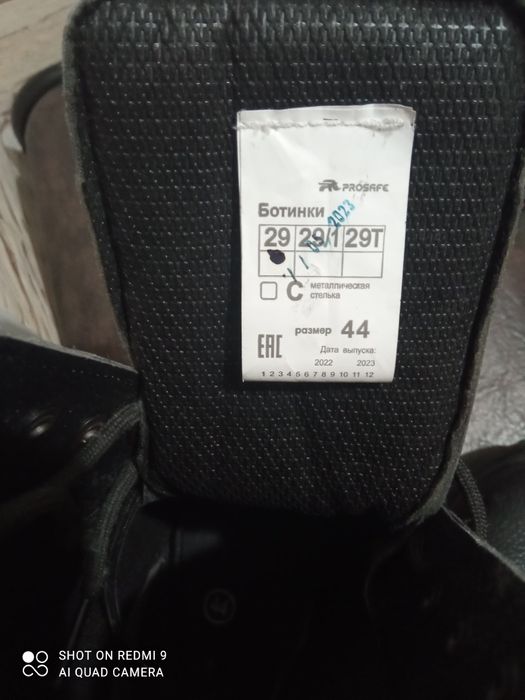 PROSAFE
Ботинки
29 29/1 29Т
С металлическая
стелька
размер 44
EAC Дата выпуска:
2022 2023
1 2 3 4 5 6 7 8 9 10 11 12
SHOT ON REDMI 9
AI QUAD CAMERA